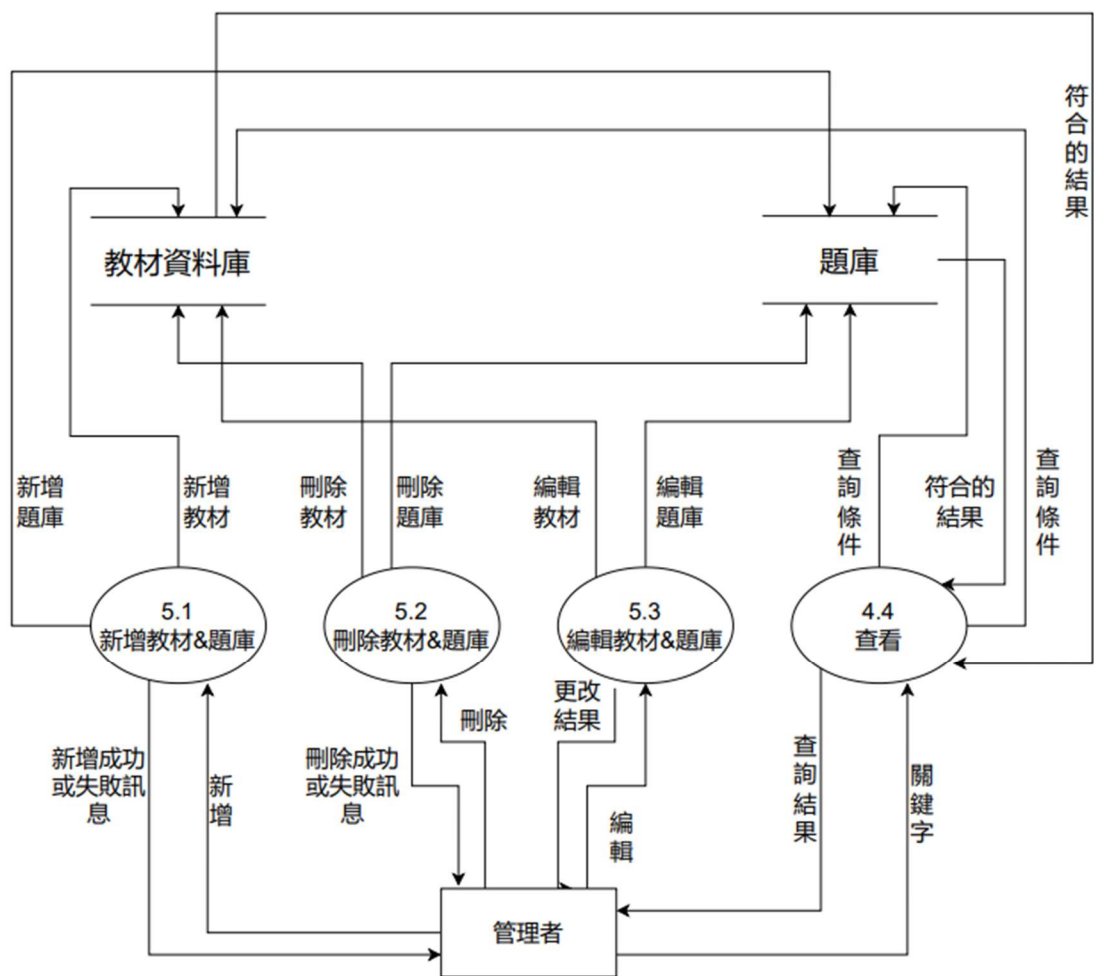 符
合
的
結
果
教材資料庫
題庫
新增
題庫
新增
教材
刪除
教材
刪除
題庫
編輯
教材
編輯
題庫
查
詢
條
件
符合的
結果
查
詢
條
件
5.1
新增教材&題庫
5.2
刪除教材&題庫
5.3
編輯教材&題庫
4.4
查看
新增成功
或失敗訊
息
新
增
刪除成功
或失敗訊
息
刪除
更改
結果
編
輯
查
詢
結
果
關
鍵
字
管理者